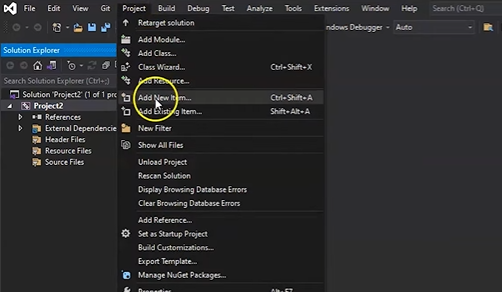 File Edit View Git Project Build Debug Test Analyze Tools Extensions Window Help Search (Ctrl+Q)
Retarget solution
indows Debugger Auto
Solution Explorer
Add Module...
Add Class...
Class Wizard... Ctrl+Shift+X
Search Solution Explorer (Ctrl+;)
Add Resource...
Solution 'Project2' (1 of 1 project)
Add New Item... Ctrl+Shift+A
Project2
Add Existing Item... Shift+Alt+A
References
External Dependencies
New Filter
Header Files
Show All Files
Resource Files
Source Files
Unload Project
Rescan Solution
Display Browsing Database Errors
Clear Browsing Database Errors
Add Reference...
Set as Startup Project
Build Customizations...
Export Template...
Manage NuGet Packages...
Properties Alt+F7